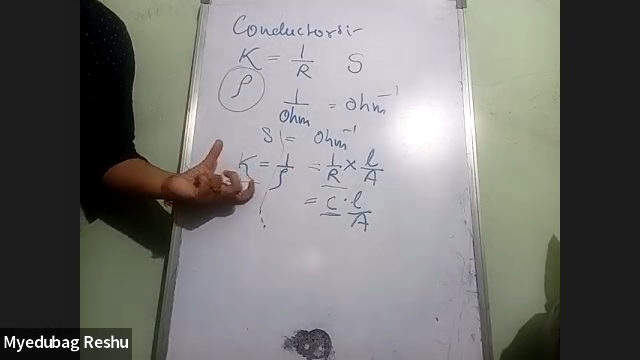 Conductors:-
K = 1/R S
ρ
1/Ohm = Ohm⁻¹
S = Ohm⁻¹
K = 1/ρ = 1/R × l/A
= C · l/A
Myedubag Reshu